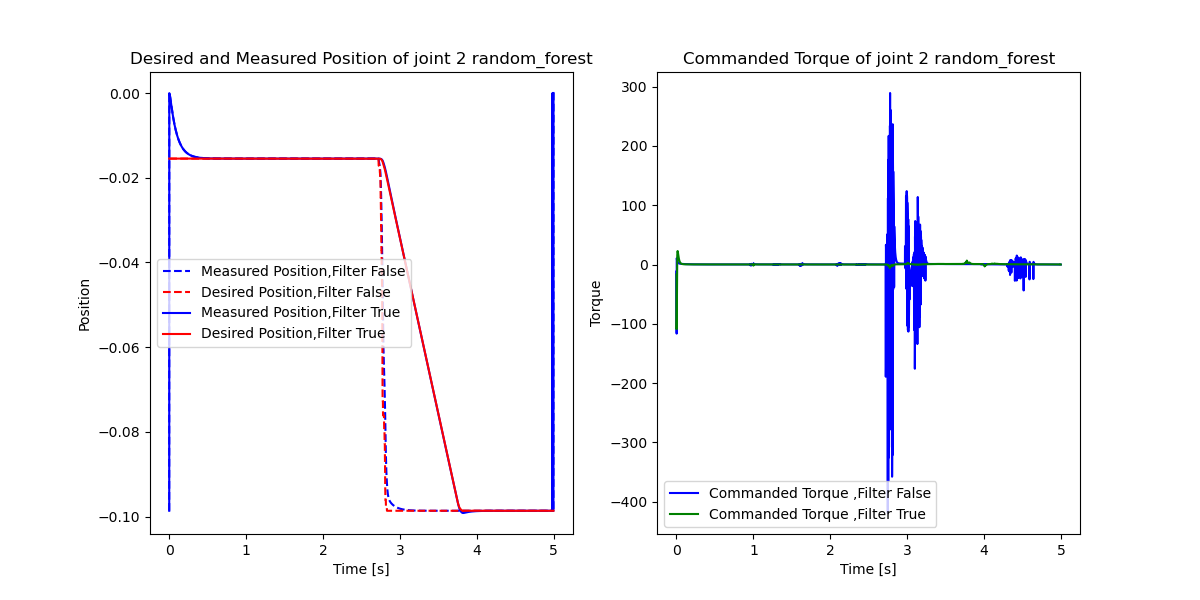 Desired and Measured Position of joint 2 random_forest
0.00
−0.02
−0.04
−0.06
−0.08
−0.10
Position
Measured Position,Filter False
Desired Position,Filter False
Measured Position,Filter True
Desired Position,Filter True
0 1 2 3 4 5
Time [s]
Commanded Torque of joint 2 random_forest
300
200
100
0
−100
−200
−300
−400
Torque
Commanded Torque ,Filter False
Commanded Torque ,Filter True
0 1 2 3 4 5
Time [s]